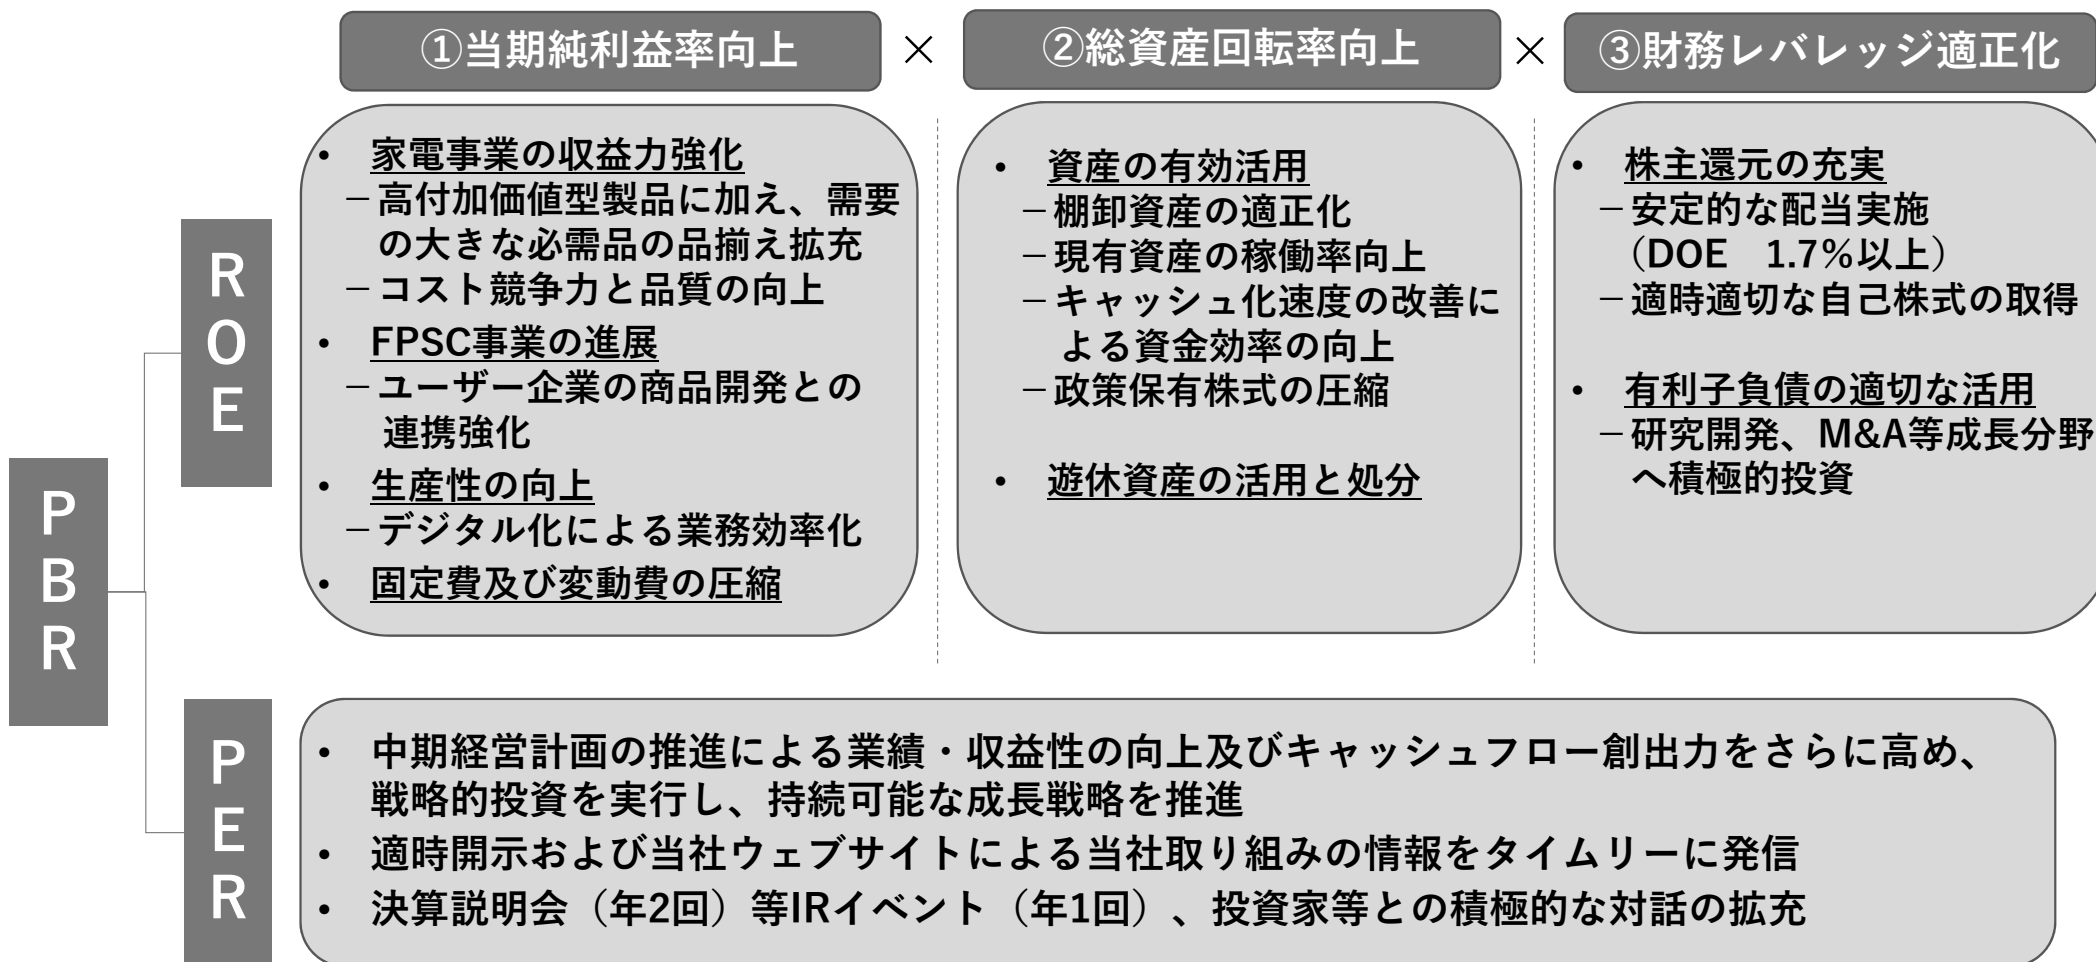 ①当期純利益率向上
×
②総資産回転率向上
×
③財務レバレッジ適正化
PBR
ROE
• 家電事業の収益力強化
－高付加価値型製品に加え、需要
の大きな必需品の品揃え拡充
－コスト競争力と品質の向上
• FPSC事業の進展
－ユーザー企業の商品開発との
連携強化
• 生産性の向上
－デジタル化による業務効率化
• 固定費及び変動費の圧縮
• 資産の有効活用
－棚卸資産の適正化
－現有資産の稼働率向上
－キャッシュ化速度の改善に
よる資金効率の向上
－政策保有株式の圧縮
• 遊休資産の活用と処分
• 株主還元の充実
－安定的な配当実施
（DOE　1.7％以上）
－適時適切な自己株式の取得
• 有利子負債の適切な活用
－研究開発、M&A等成長分野
へ積極的投資
PER
• 中期経営計画の推進による業績・収益性の向上及びキャッシュフロー創出力をさらに高め、
戦略的投資を実行し、持続可能な成長戦略を推進
• 適時開示および当社ウェブサイトによる当社取り組みの情報をタイムリーに発信
• 決算説明会（年2回）等IRイベント（年1回）、投資家等との積極的な対話の拡充